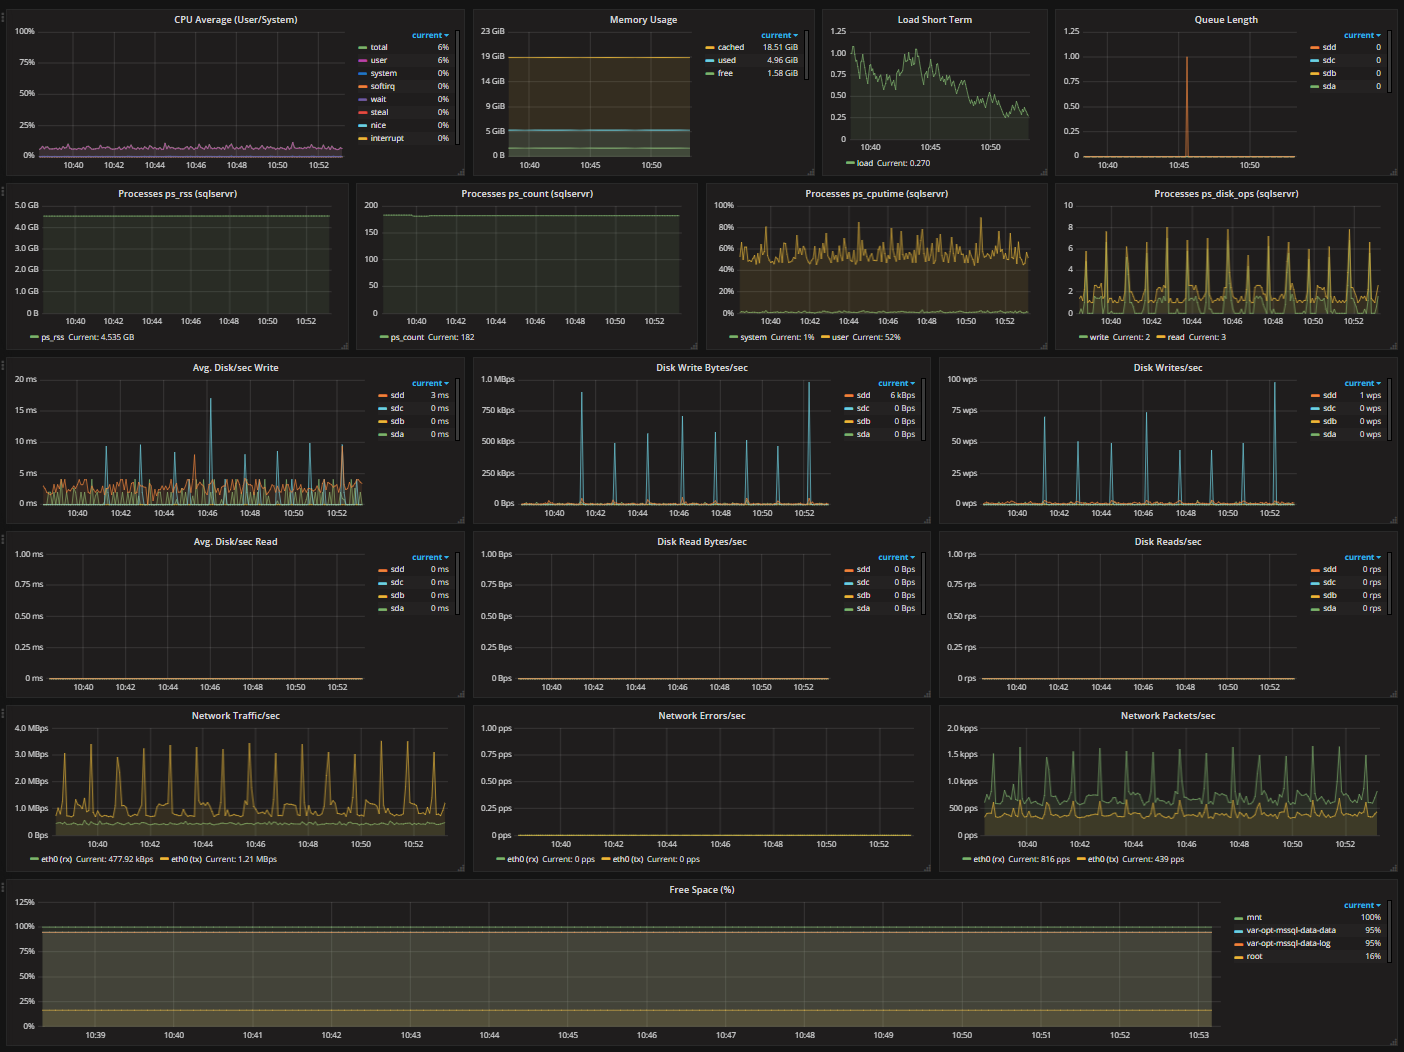 CPU Average (User/System)
100%
75%
50%
25%
0%
10:40 10:42 10:44 10:46 10:48 10:50 10:52
current
total 6%
user 6%
system 0%
softirq 0%
wait 0%
steal 0%
nice 0%
interrupt 0%
Memory Usage
23 GiB
19 GiB
14 GiB
9 GiB
5 GiB
0 B
10:40 10:45 10:50
current
cached 18.51 GiB
used 4.96 GiB
free 1.58 GiB
Load Short Term
1.25
1.00
0.75
0.50
0.25
0
10:40 10:45 10:50
load Current: 0.270
Queue Length
1.25
1.00
0.75
0.50
0.25
0
10:40 10:45 10:50
current
sdd 0
sdc 0
sdb 0
sda 0
Processes ps_rss (sqlservr)
5.0 GB
4.0 GB
3.0 GB
2.0 GB
1.0 GB
0 B
10:40 10:42 10:44 10:46 10:48 10:50 10:52
ps_rss Current: 4.535 GB
Processes ps_count (sqlservr)
200
150
100
50
0
10:40 10:42 10:44 10:46 10:48 10:50 10:52
ps_count Current: 182
Processes ps_cputime (sqlservr)
100%
80%
60%
40%
20%
0%
10:40 10:42 10:44 10:46 10:48 10:50 10:52
system Current: 1% user Current: 52%
Processes ps_disk_ops (sqlservr)
10
8
6
4
2
0
10:40 10:42 10:44 10:46 10:48 10:50 10:52
write Current: 2 read Current: 3
Avg. Disk/sec Write
20 ms
15 ms
10 ms
5 ms
0 ms
10:40 10:42 10:44 10:46 10:48 10:50 10:52
current
sdd 3 ms
sdc 0 ms
sdb 0 ms
sda 0 ms
Disk Write Bytes/sec
1.0 MBps
750 kBps
500 kBps
250 kBps
0 Bps
10:40 10:42 10:44 10:46 10:48 10:50 10:52
current
sdd 6 kBps
sdc 0 Bps
sdb 0 Bps
sda 0 Bps
Disk Writes/sec
100 wps
75 wps
50 wps
25 wps
0 wps
10:40 10:42 10:44 10:46 10:48 10:50 10:52
current
sdd 1 wps
sdc 0 wps
sdb 0 wps
sda 0 wps
Avg. Disk/sec Read
1.00 ms
0.75 ms
0.50 ms
0.25 ms
0 ms
10:40 10:42 10:44 10:46 10:48 10:50 10:52
current
sdd 0 ms
sdc 0 ms
sdb 0 ms
sda 0 ms
Disk Read Bytes/sec
1.00 Bps
0.75 Bps
0.50 Bps
0.25 Bps
0 Bps
10:40 10:42 10:44 10:46 10:48 10:50 10:52
current
sdd 0 Bps
sdc 0 Bps
sdb 0 Bps
sda 0 Bps
Disk Reads/sec
1.00 rps
0.75 rps
0.50 rps
0.25 rps
0 rps
10:40 10:42 10:44 10:46 10:48 10:50 10:52
current
sdd 0 rps
sdc 0 rps
sdb 0 rps
sda 0 rps
Network Traffic/sec
4.0 MBps
3.0 MBps
2.0 MBps
1.0 MBps
0 Bps
10:40 10:42 10:44 10:46 10:48 10:50 10:52
eth0 (rx) Current: 477.92 kBps eth0 (tx) Current: 1.21 MBps
Network Errors/sec
1.00 pps
0.75 pps
0.50 pps
0.25 pps
0 pps
10:40 10:42 10:44 10:46 10:48 10:50 10:52
eth0 (rx) Current: 0 pps eth0 (tx) Current: 0 pps
Network Packets/sec
2.0 kpps
1.5 kpps
1.0 kpps
500 pps
0 pps
10:40 10:42 10:44 10:46 10:48 10:50 10:52
eth0 (rx) Current: 816 pps eth0 (tx) Current: 439 pps
Free Space (%)
125%
100%
75%
50%
25%
0%
10:39 10:40 10:41 10:42 10:43 10:44 10:45 10:46 10:47 10:48 10:49 10:50 10:51 10:52 10:53
current
mnt 100%
var-opt-mssql-data-data 95%
var-opt-mssql-data-log 95%
root 16%